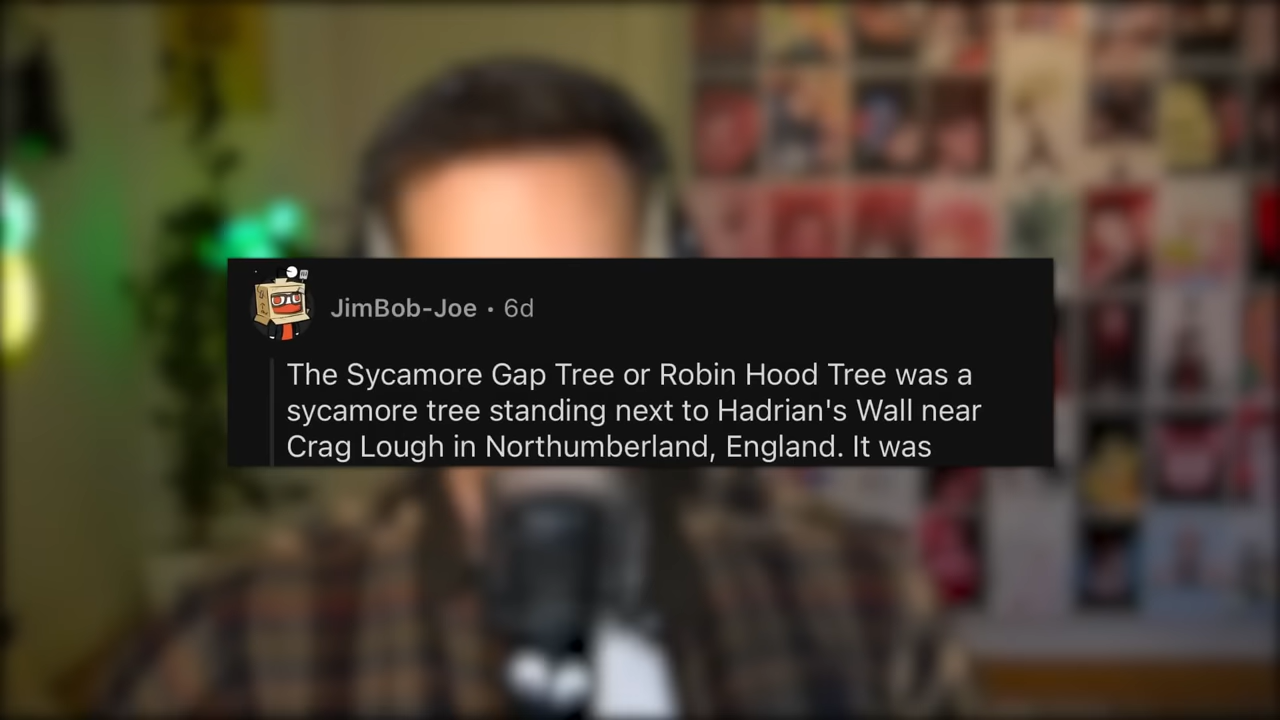 JimBob-Joe • 6d
The Sycamore Gap Tree or Robin Hood Tree was a
sycamore tree standing next to Hadrian's Wall near
Crag Lough in Northumberland, England. It was